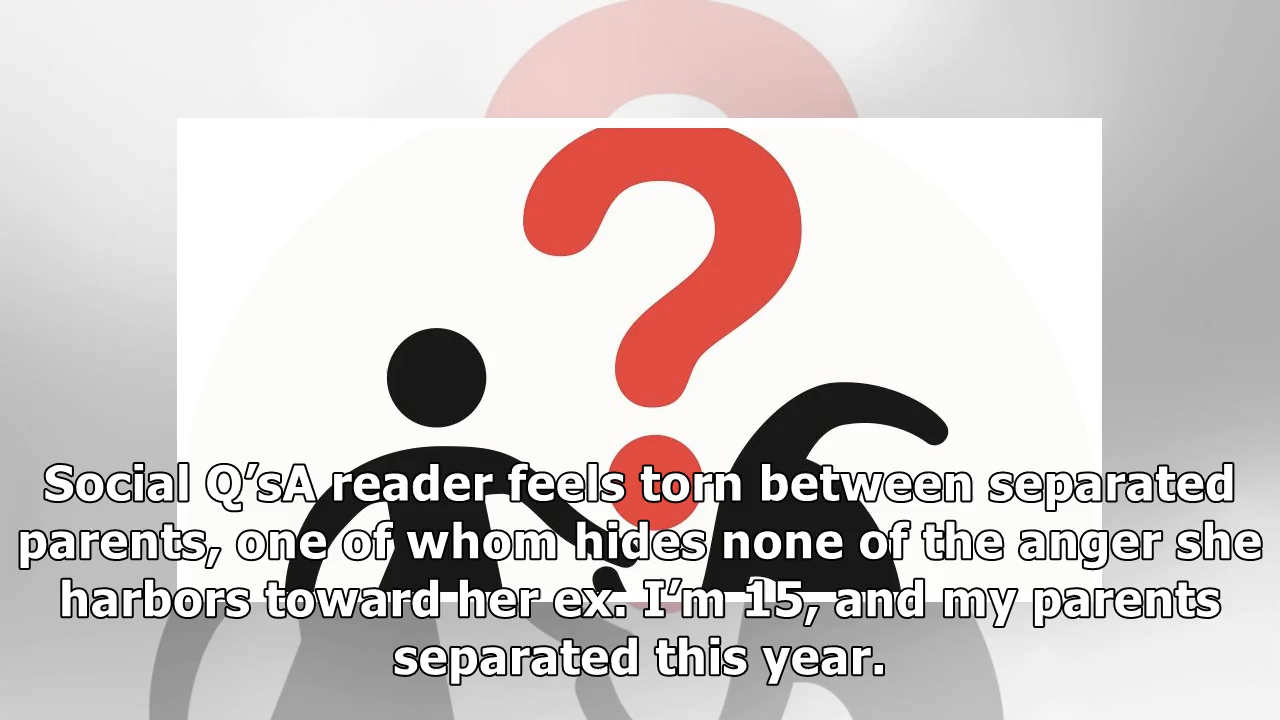 Social Q’sA reader feels torn between separated
parents, one of whom hides none of the anger she
harbors toward her ex. I’m 15, and my parents
separated this year.